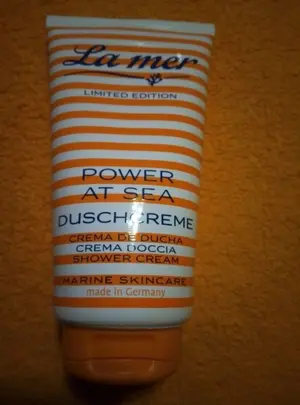 La mer
LIMITED EDITION
POWER
AT SEA
DUSCHCREME
CREMA DE DUCHA
CREMA DOCCIA
SHOWER CREAM
MARINE SKINCARE
made in Germany